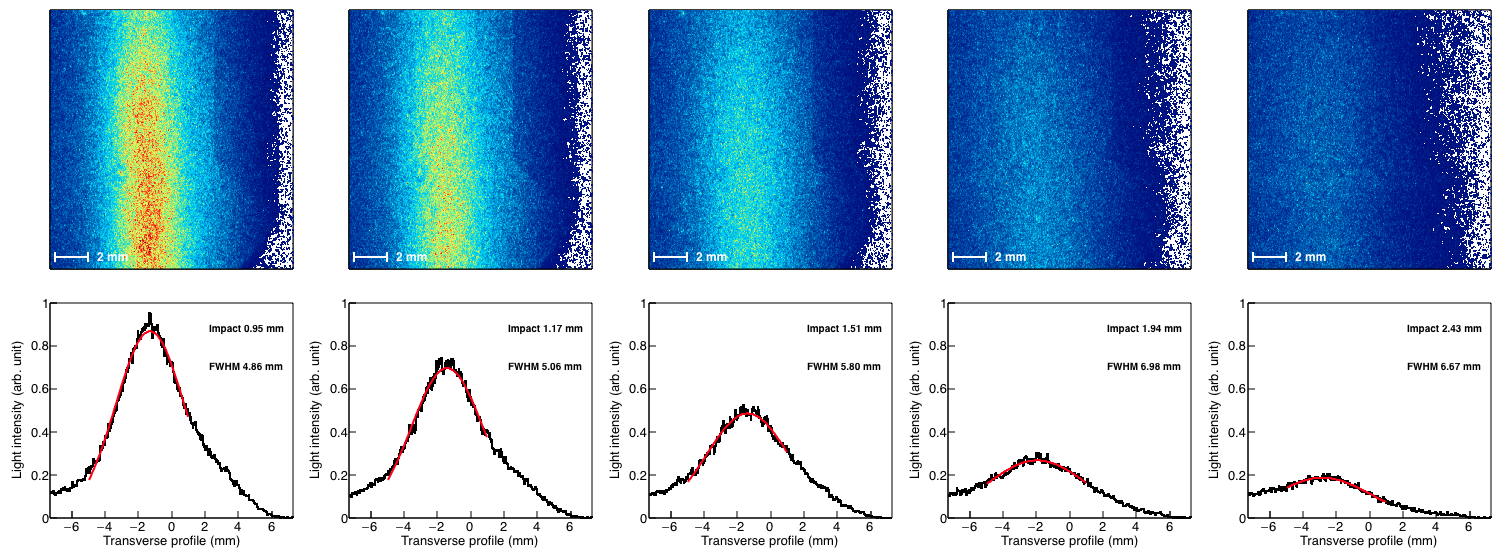 2 mm
2 mm
2 mm
2 mm
2 mm
Light intensity (arb. unit)
1
0.8
0.6
0.4
0.2
0
Impact 0.95 mm
FWHM 4.86 mm
−6 −4 −2 0 2 4 6
Transverse profile (mm)
Light intensity (arb. unit)
1
0.8
0.6
0.4
0.2
0
Impact 1.17 mm
FWHM 5.06 mm
−6 −4 −2 0 2 4 6
Transverse profile (mm)
Light intensity (arb. unit)
1
0.8
0.6
0.4
0.2
0
Impact 1.51 mm
FWHM 5.80 mm
−6 −4 −2 0 2 4 6
Transverse profile (mm)
Light intensity (arb. unit)
1
0.8
0.6
0.4
0.2
0
Impact 1.94 mm
FWHM 6.98 mm
−6 −4 −2 0 2 4 6
Transverse profile (mm)
Light intensity (arb. unit)
1
0.8
0.6
0.4
0.2
0
Impact 2.43 mm
FWHM 6.67 mm
−6 −4 −2 0 2 4 6
Transverse profile (mm)